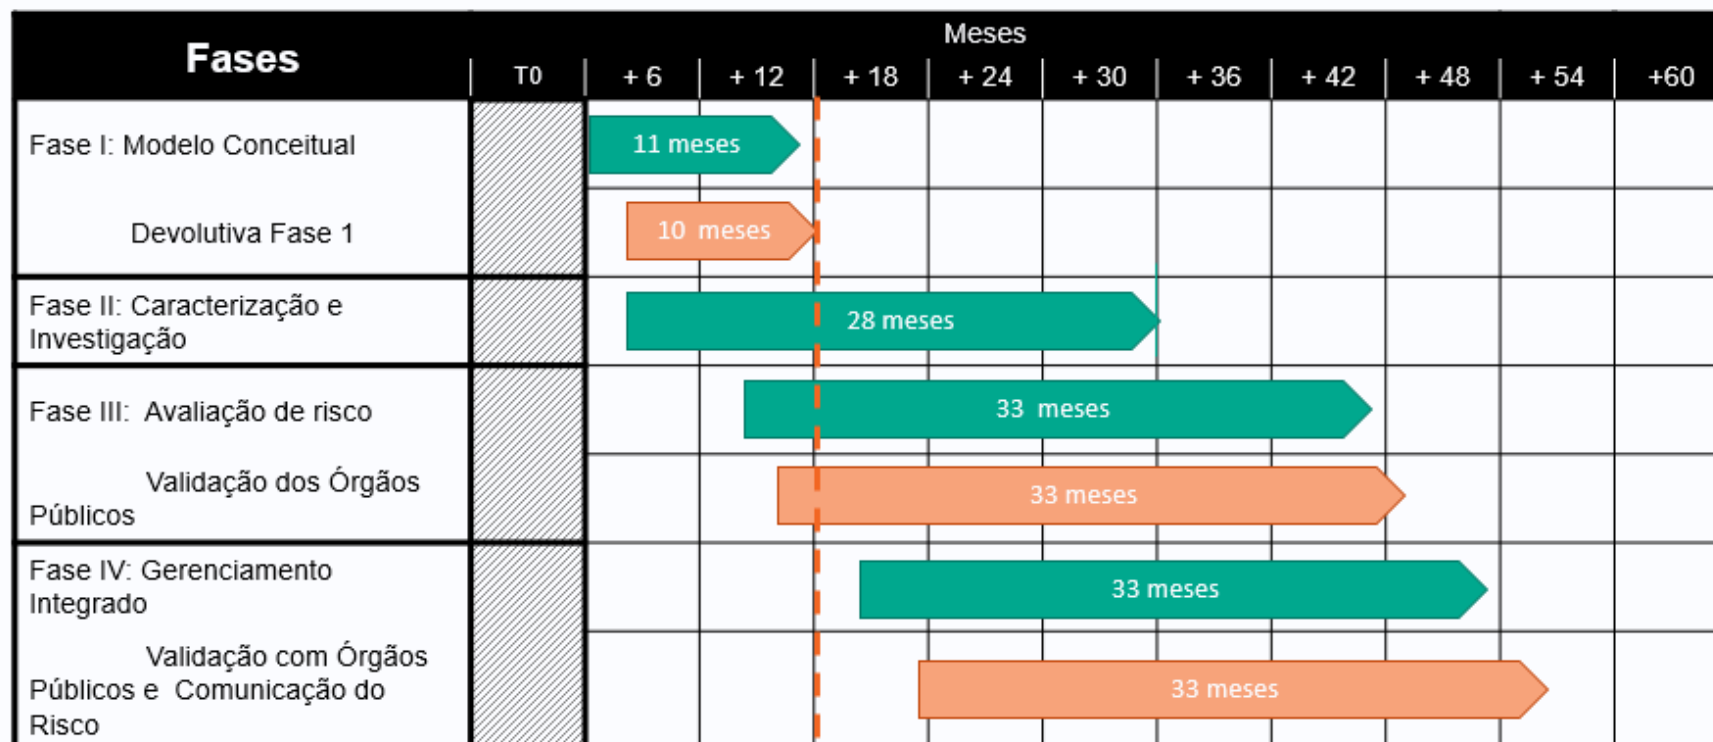 Fases
Meses
T0
+ 6
+ 12
+ 18
+ 24
+ 30
+ 36
+ 42
+ 48
+ 54
+60
Fase I: Modelo Conceitual
11 meses
Devolutiva Fase 1
10 meses
Fase II: Caracterização e
Investigação
28 meses
Fase III: Avaliação de risco
33 meses
Validação dos Órgãos
Públicos
33 meses
Fase IV: Gerenciamento
Integrado
33 meses
Validação com Órgãos
Públicos e Comunicação do
Risco
33 meses